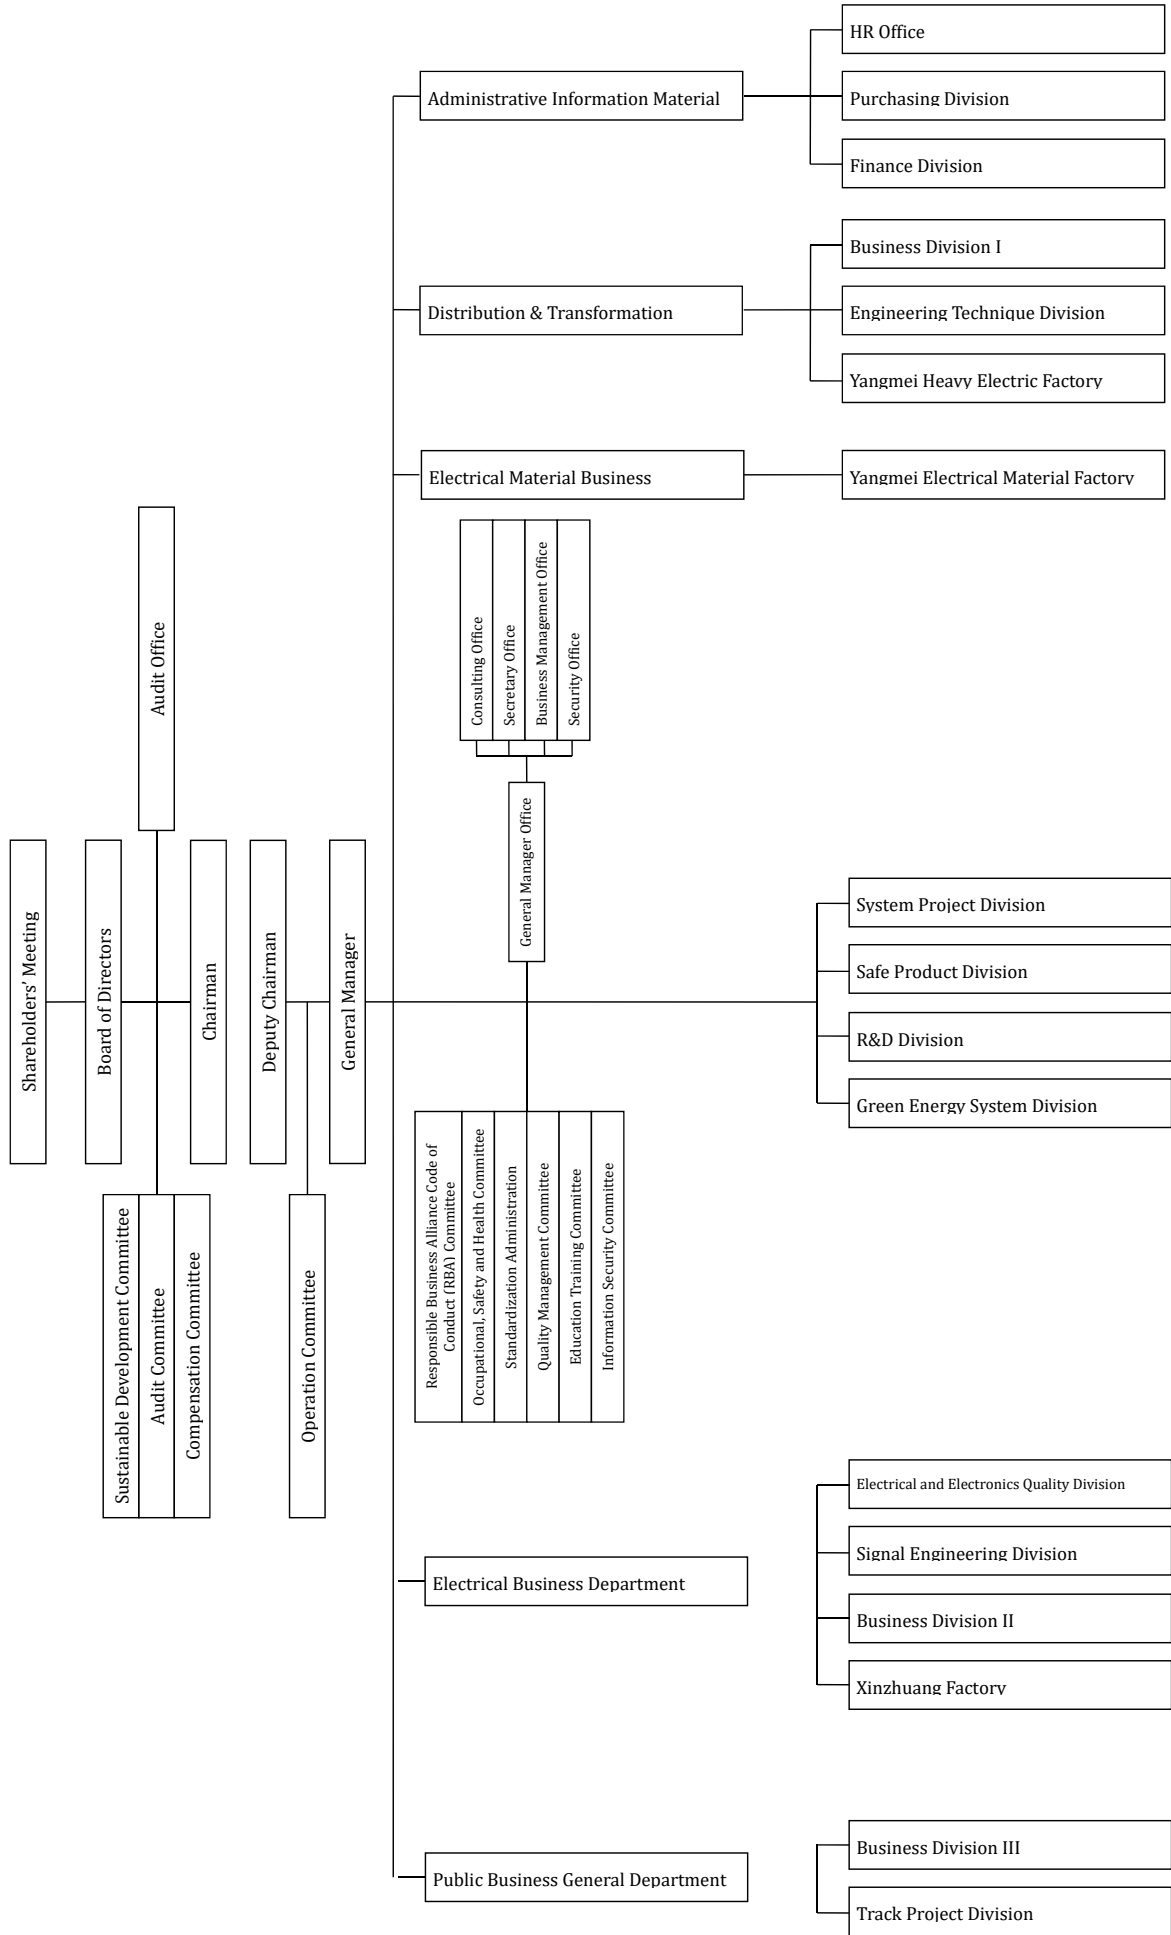 HR Office
Administrative Information Material
Purchasing Division
Finance Division
Business Division I
Distribution & Transformation
Engineering Technique Division
Yangmei Heavy Electric Factory
Electrical Material Business
Yangmei Electrical Material Factory
Audit Office
Consulting Office
Secretary Office
Business Management Office
Security Office
General Manager Office
Shareholders' Meeting
Board of Directors
Chairman
Deputy Chairman
General Manager
System Project Division
Safe Product Division
R&D Division
Green Energy System Division
Sustainable Development Committee
Audit Committee
Compensation Committee
Operation Committee
Responsible Business Alliance Code of
Conduct (RBA) Committee
Occupational, Safety and Health Committee
Standardization Administration
Quality Management Committee
Education Training Committee
Information Security Committee
Electrical and Electronics Quality Division
Signal Engineering Division
Electrical Business Department
Business Division II
Xinzhuang Factory
Business Division III
Public Business General Department
Track Project Division